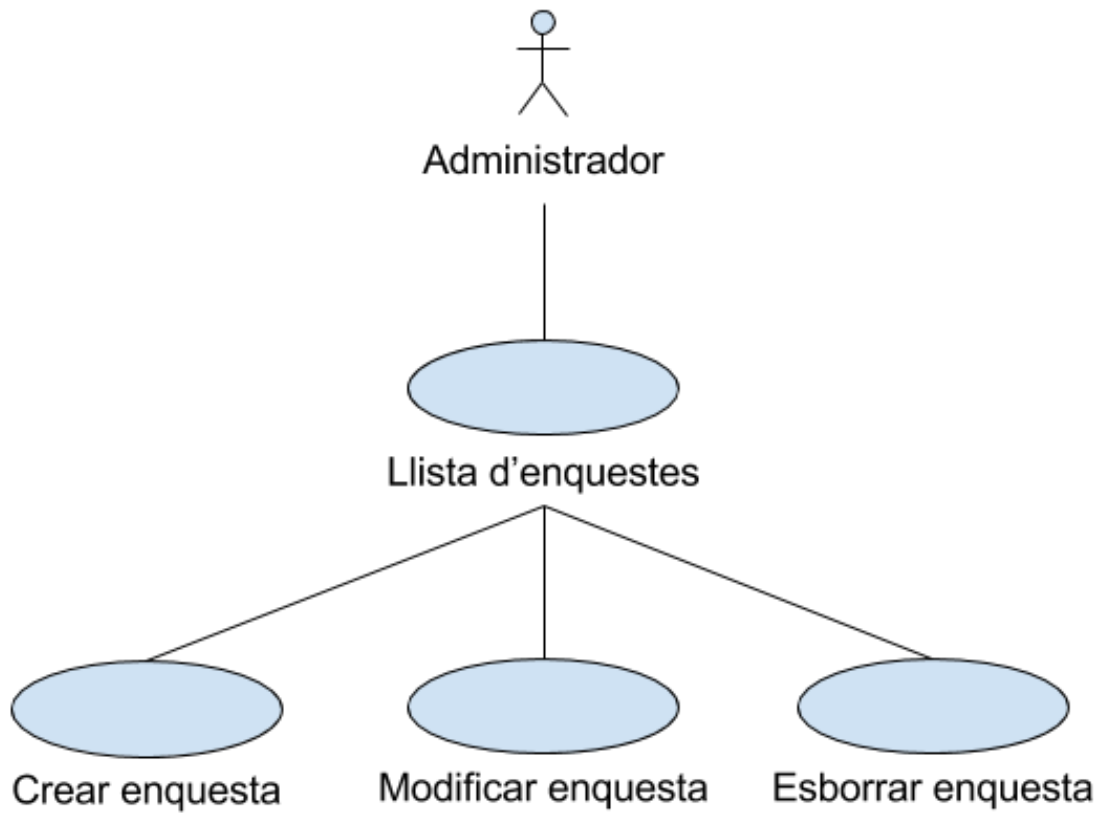 Administrador
Llista d’enquestes
Crear enquesta
Modificar enquesta
Esborrar enquesta